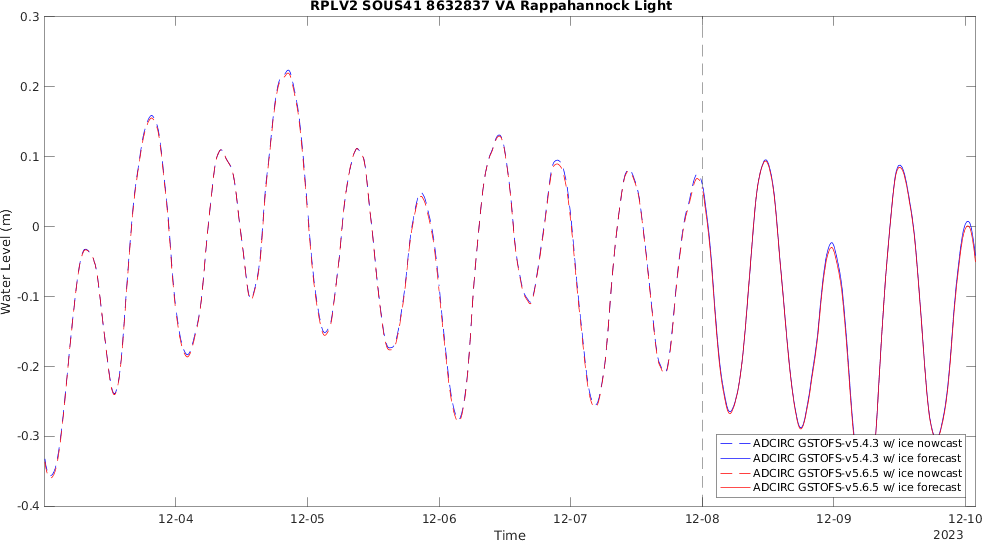 RPLV2 SOUS41 8632837 VA Rappahannock Light
0.3
0.2
0.1
0
-0.1
-0.2
-0.3
-0.4
Water Level (m)
12-04
12-05
12-06
12-07
12-08
12-09
12-10
2023
Time
ADCIRC GSTOFS-v5.4.3 w/ ice nowcast
ADCIRC GSTOFS-v5.4.3 w/ ice forecast
ADCIRC GSTOFS-v5.6.5 w/ ice nowcast
ADCIRC GSTOFS-v5.6.5 w/ ice forecast